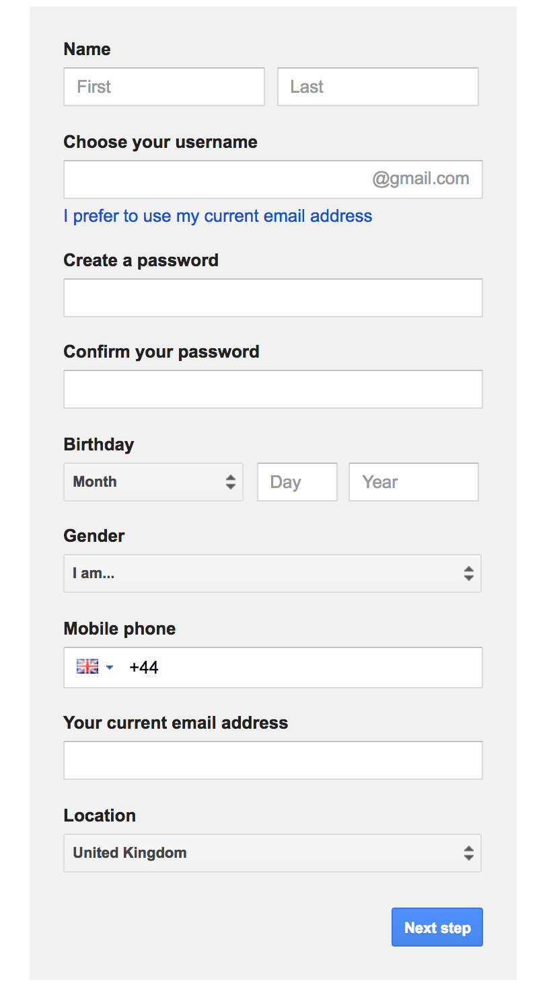 Name
First Last
Choose your username
@gmail.com
I prefer to use my current email address
Create a password
Confirm your password
Birthday
Month Day Year
Gender
I am...
Mobile phone
+44
Your current email address
Location
United Kingdom
Next step